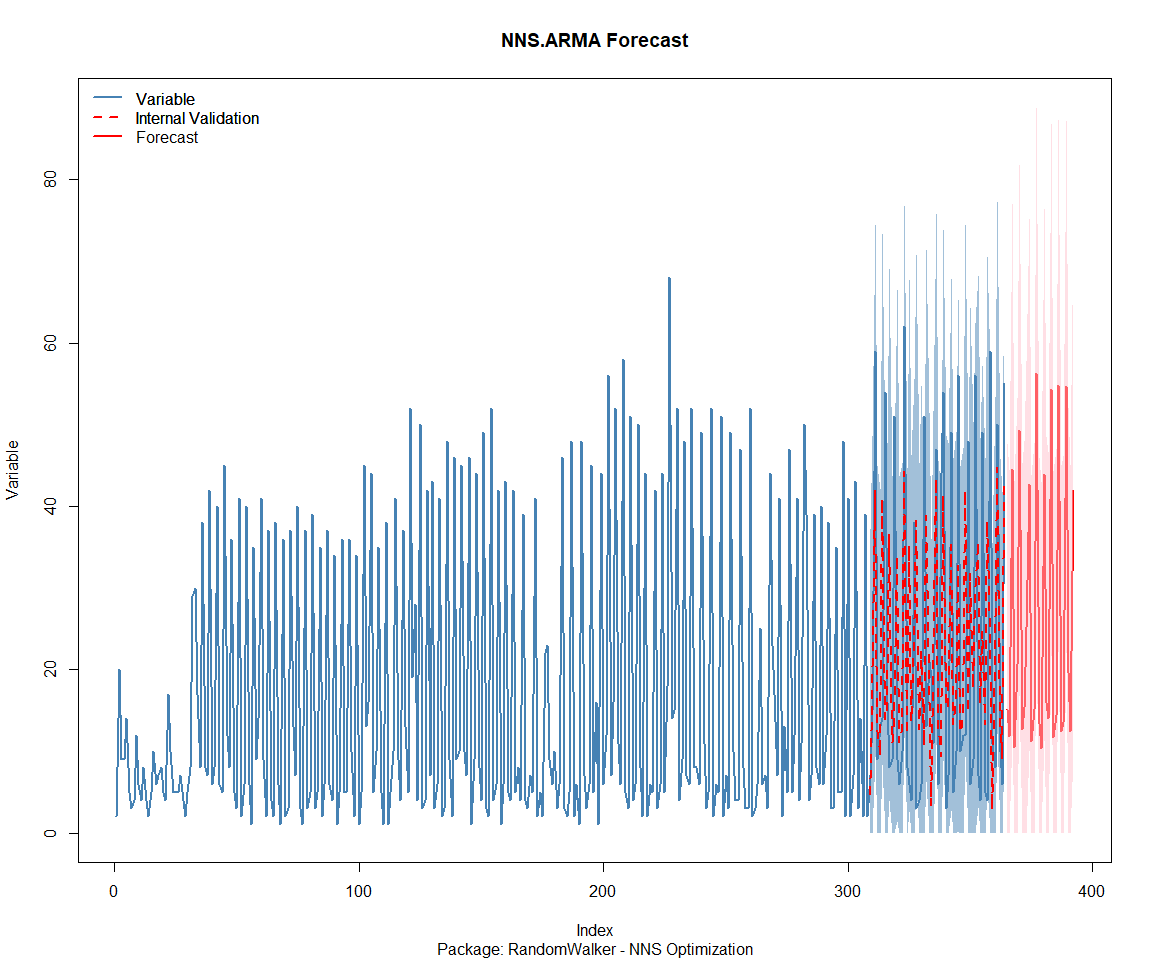 NNS.ARMA Forecast
Variable
Internal Validation
Forecast
80
60
40
20
0
Variable
0 100 200 300 400
Index
Package: RandomWalker - NNS Optimization